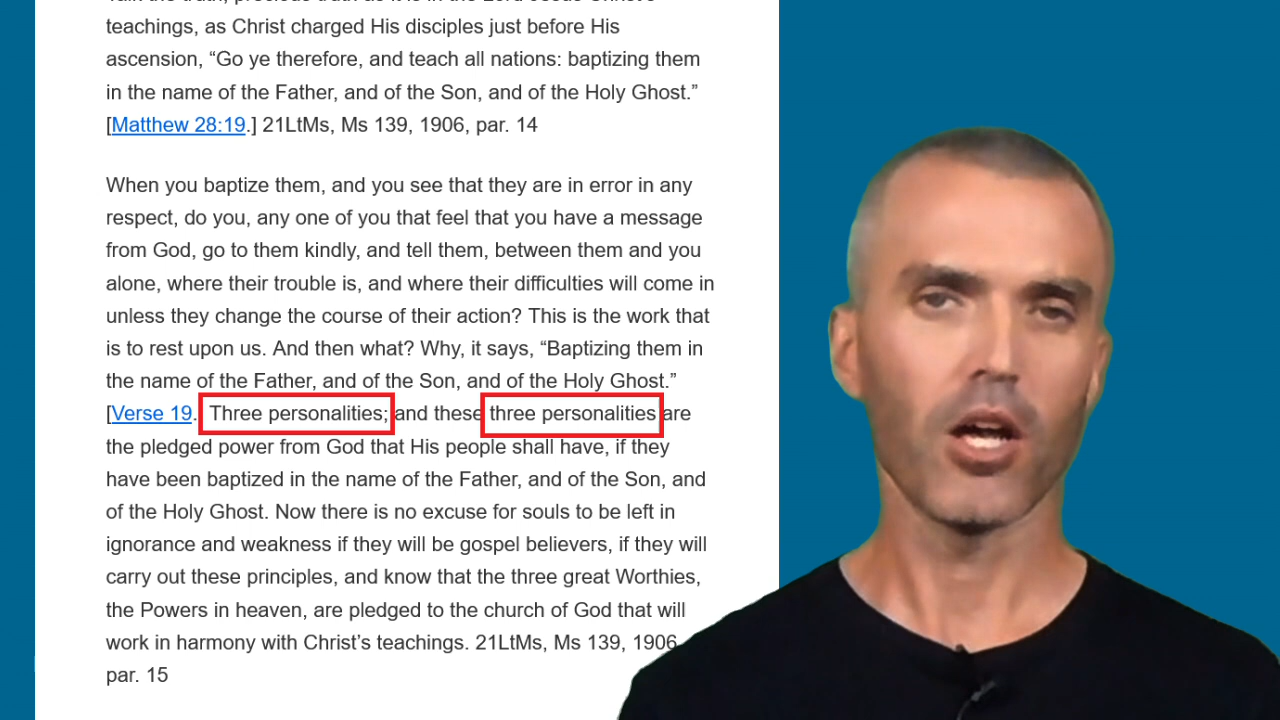 teachings, as Christ charged His disciples just before His
ascension, “Go ye therefore, and teach all nations: baptizing them
in the name of the Father, and of the Son, and of the Holy Ghost.”
[Matthew 28:19.] 21LtMs, Ms 139, 1906, par. 14
When you baptize them, and you see that they are in error in any
respect, do you, any one of you that feel that you have a message
from God, go to them kindly, and tell them, between them and you
alone, where their trouble is, and where their difficulties will come in
unless they change the course of their action? This is the work that
is to rest upon us. And then what? Why, it says, “Baptizing them in
the name of the Father, and of the Son, and of the Holy Ghost.”
[Verse 19. Three personalities; and these three personalities are
the pledged power from God that His people shall have, if they
have been baptized in the name of the Father, and of the Son, and
of the Holy Ghost. Now there is no excuse for souls to be left in
ignorance and weakness if they will be gospel believers, if they will
carry out these principles, and know that the three great Worthies,
the Powers in heaven, are pledged to the church of God that will
work in harmony with Christ’s teachings. 21LtMs, Ms 139, 1906
par. 15